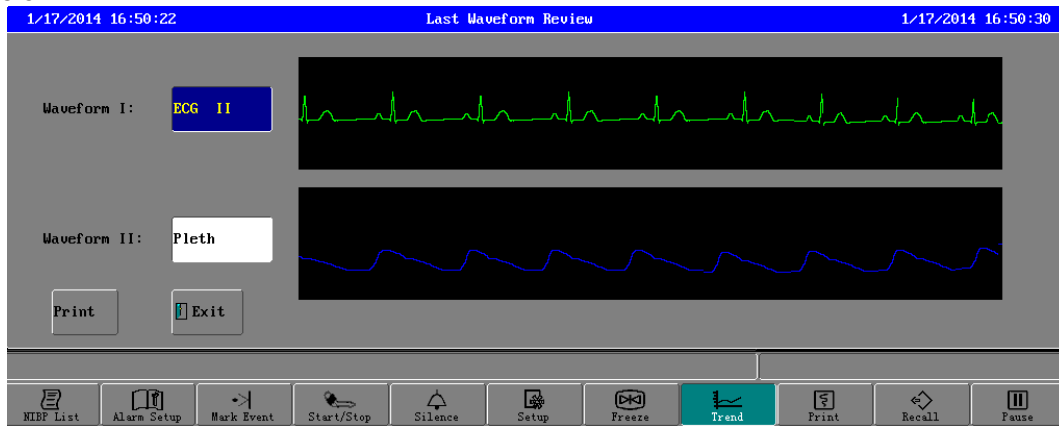 1/17/2014 16:50:22 Last Waveform Review 1/17/2014 16:50:30
Waveform I: ECG II
Waveform II: Pleth
Print Exit
NIBP List Alarm Setup Mark Event Start/Stop Silence Setup Freeze Trend Print Recall Pause